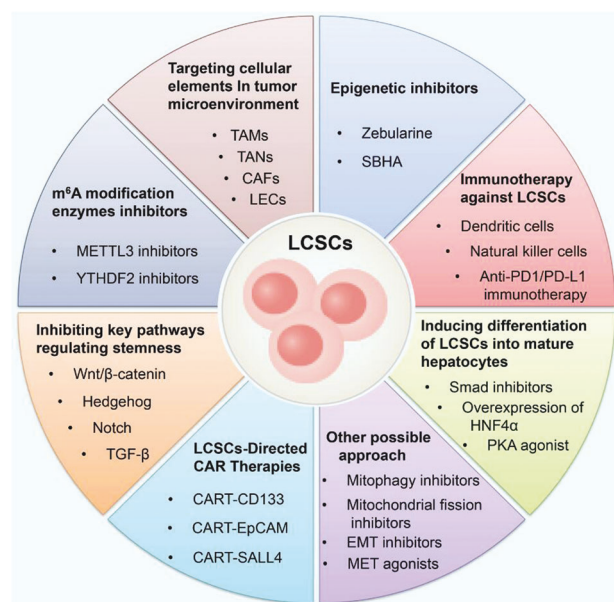 Targeting cellular
elements In tumor
microenvironment
• TAMs
• TANs
• CAFs
• LECs
Epigenetic inhibitors
• Zebularine
• SBHA
Immunotherapy
against LCSCs
• Dendritic cells
• Natural killer cells
• Anti-PD1/PD-L1
immunotherapy
Inducing differentiation
of LCSCs into mature
hepatocytes
• Smad inhibitors
• Overexpression of
HNF4α
• PKA agonist
Other possible
approach
• Mitophagy inhibitors
• Mitochondrial fission
inhibitors
• EMT inhibitors
• MET agonists
LCSCs-Directed
CAR Therapies
• CART-CD133
• CART-EpCAM
• CART-SALL4
Inhibiting key pathways
regulating stemness
• Wnt/β-catenin
• Hedgehog
• Notch
• TGF-β
m⁶A modification
enzymes inhibitors
• METTL3 inhibitors
• YTHDF2 inhibitors
LCSCs